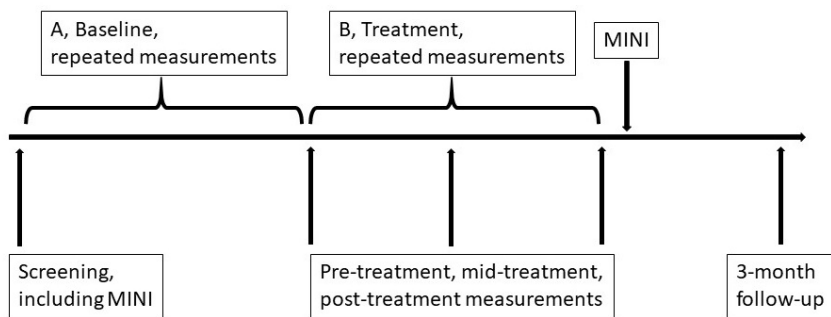 A, Baseline,
repeated measurements
B, Treatment,
repeated measurements
MINI
Screening,
including MINI
Pre-treatment, mid-treatment,
post-treatment measurements
3-month
follow-up